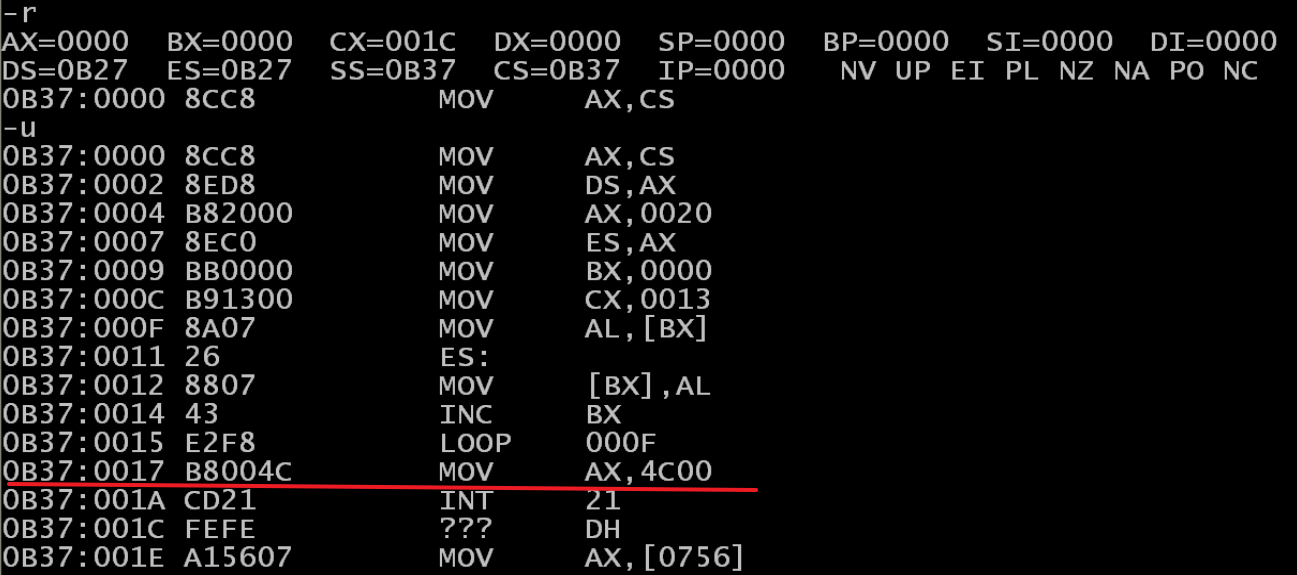 -r
AX=0000  BX=0000  CX=001C  DX=0000  SP=0000  BP=0000  SI=0000  DI=0000
DS=0B27  ES=0B27  SS=0B37  CS=0B37  IP=0000   NV UP EI PL NZ NA PO NC
0B37:0000 8CC8          MOV     AX,CS
-u
0B37:0000 8CC8          MOV     AX,CS
0B37:0002 8ED8          MOV     DS,AX
0B37:0004 B82000        MOV     AX,0020
0B37:0007 8EC0          MOV     ES,AX
0B37:0009 BB0000        MOV     BX,0000
0B37:000C B91300        MOV     CX,0013
0B37:000F 8A07          MOV     AL,[BX]
0B37:0011 26            ES:
0B37:0012 8807          MOV     [BX],AL
0B37:0014 43            INC     BX
0B37:0015 E2F8          LOOP    000F
0B37:0017 B8004C        MOV     AX,4C00
0B37:001A CD21          INT     21
0B37:001C FEFE          ???     DH
0B37:001E A15607        MOV     AX,[0756]